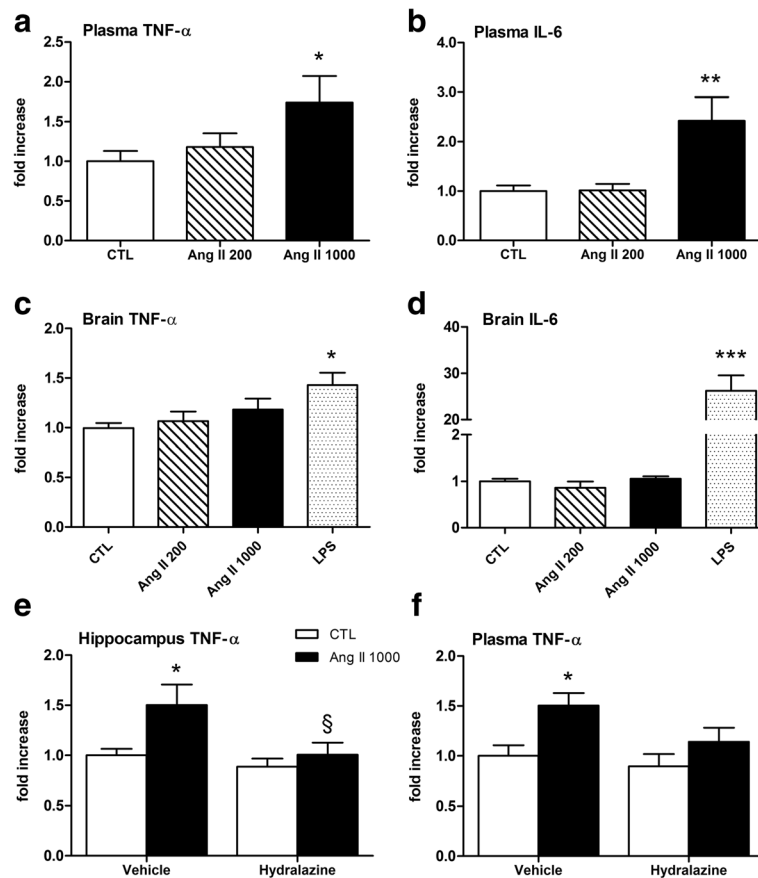 a
Plasma TNF-α
fold increase
2.5
2.0
1.5
1.0
0.5
0.0
*
CTL
Ang II 200
Ang II 1000
b
Plasma IL-6
fold increase
4.0
3.0
2.0
1.0
0.0
**
CTL
Ang II 200
Ang II 1000
c
Brain TNF-α
fold increase
2.0
1.5
1.0
0.5
0.0
*
CTL
Ang II 200
Ang II 1000
LPS
d
Brain IL-6
fold increase
40
30
20
2
1
0
***
CTL
Ang II 200
Ang II 1000
LPS
e
Hippocampus TNF-α
fold increase
2.0
1.5
1.0
0.5
0.0
*
§
Vehicle
Hydralazine
CTL
Ang II 1000
f
Plasma TNF-α
fold increase
2.0
1.5
1.0
0.5
0.0
*
Vehicle
Hydralazine